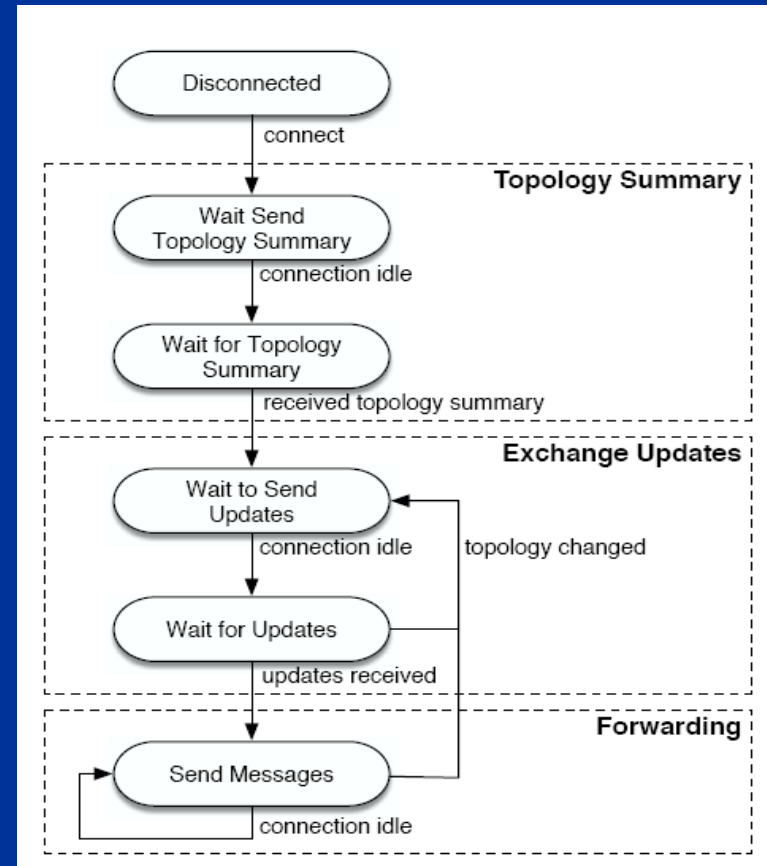 Disconnected
connect
Topology Summary
Wait Send
Topology Summary
connection idle
Wait for Topology
Summary
received topology summary
Exchange Updates
Wait to Send
Updates
connection idle
topology changed
Wait for Updates
updates received
Forwarding
Send Messages
connection idle